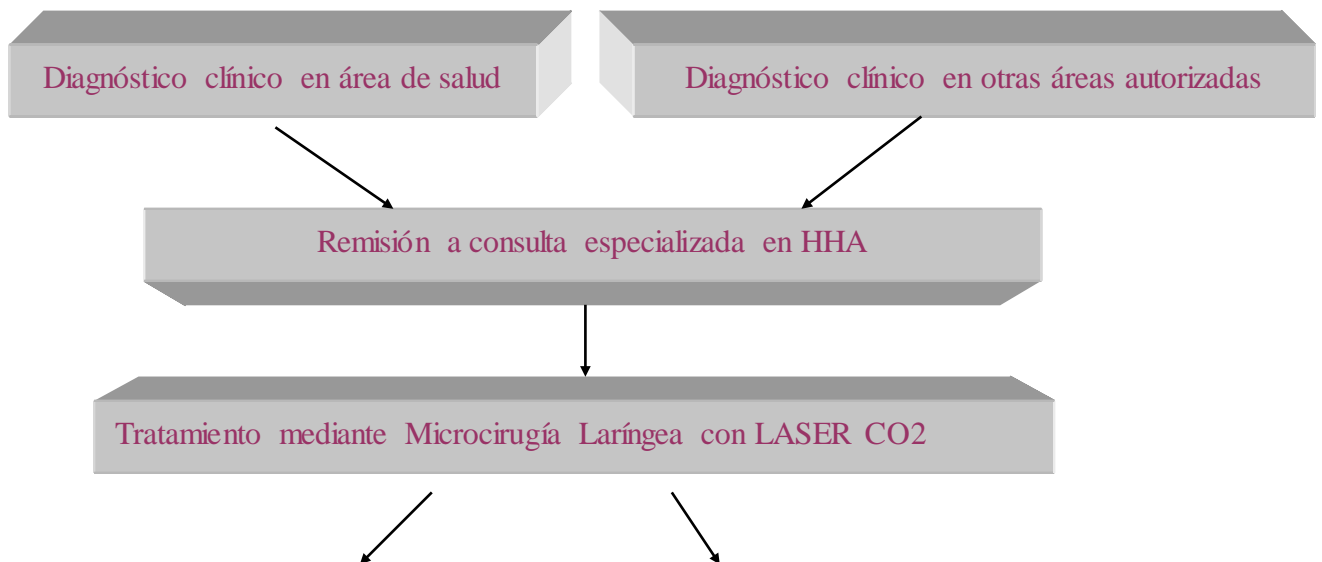 Diagnóstico clínico en área de salud
Diagnóstico clínico en otras áreas autorizadas
Remisión a consulta especializada en HHA
Tratamiento mediante Microcirugía Laríngea con LASER CO2